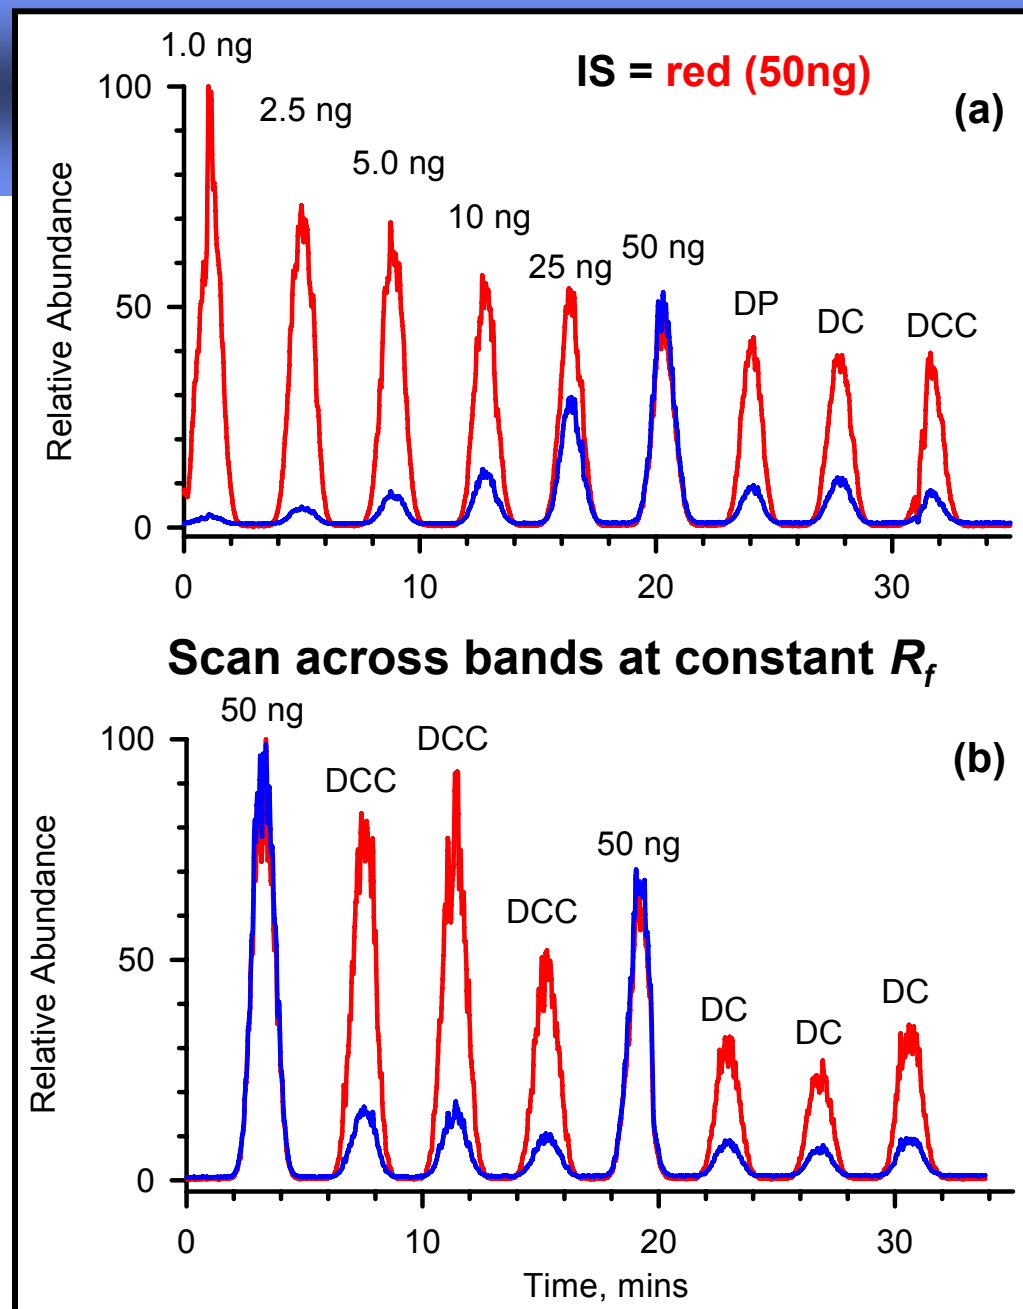 1.0 ng
IS = red (50ng)
(a)
100
2.5 ng
5.0 ng
10 ng
25 ng
50 ng
DP
DC
DCC
50
0
Relative Abundance
0 10 20 30
Scan across bands at constant Rf
50 ng
(b)
100
DCC
DCC
DCC
50 ng
DC
DC
DC
50
0
Relative Abundance
0 10 20 30
Time, mins